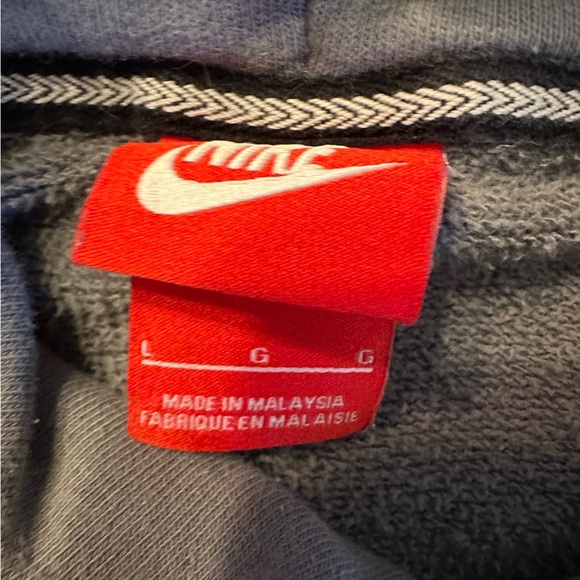 NIKE
L G G
MADE IN MALAYSIA
FABRIQUE EN MALAISIE